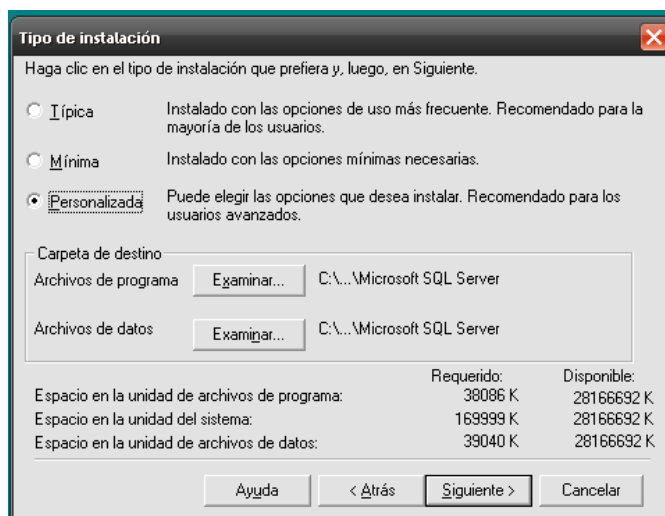 Tipo de instalación
Haga clic en el tipo de instalación que prefiera y, luego, en Siguiente.
Típica Instalado con las opciones de uso más frecuente. Recomendado para la
mayoría de los usuarios.
Mínima Instalado con las opciones mínimas necesarias.
Personalizada Puede elegir las opciones que desea instalar. Recomendado para los
usuarios avanzados.
Carpeta de destino
Archivos de programa Examinar... C:\...\Microsoft SQL Server
Archivos de datos Examinar... C:\...\Microsoft SQL Server
Requerido: Disponible:
Espacio en la unidad de archivos de programa: 38086 K 28166692 K
Espacio en la unidad del sistema: 169999 K 28166692 K
Espacio en la unidad de archivos de datos: 39040 K 28166692 K
Ayuda < Atrás Siguiente > Cancelar